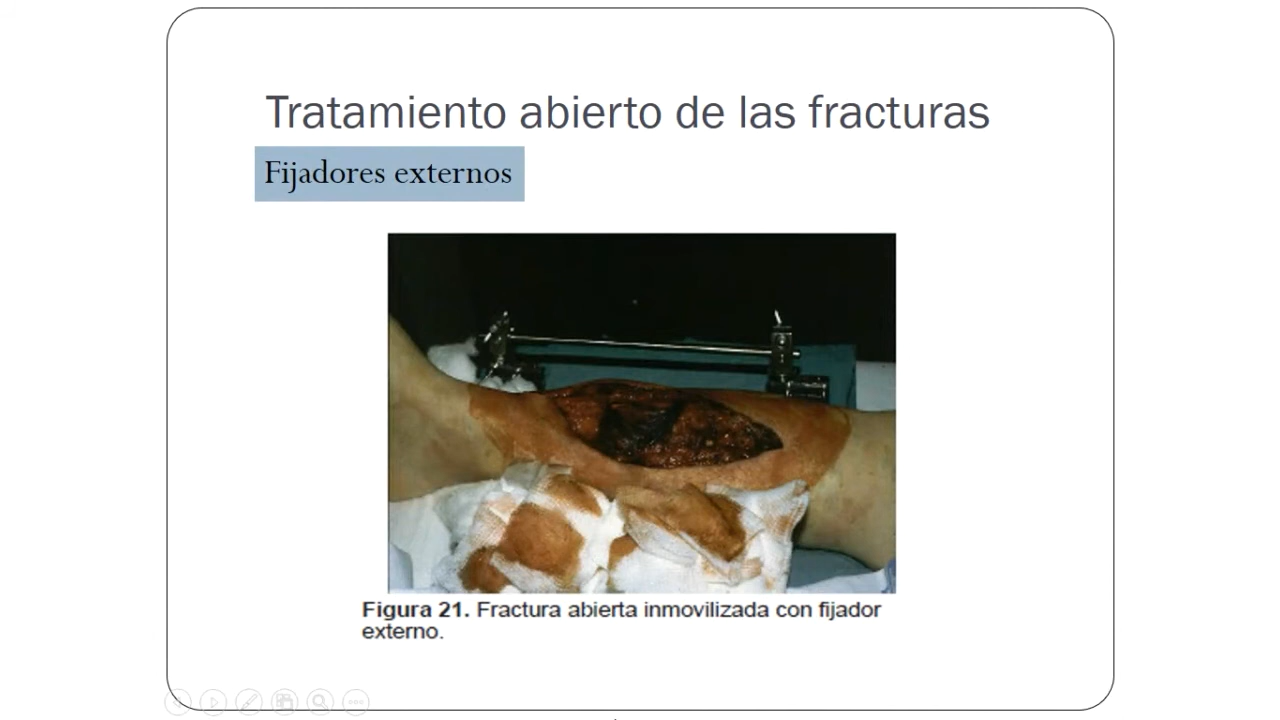 Tratamiento abierto de las fracturas
Fijadores externos
Figura 21. Fractura abierta inmovilizada con fijador
externo.